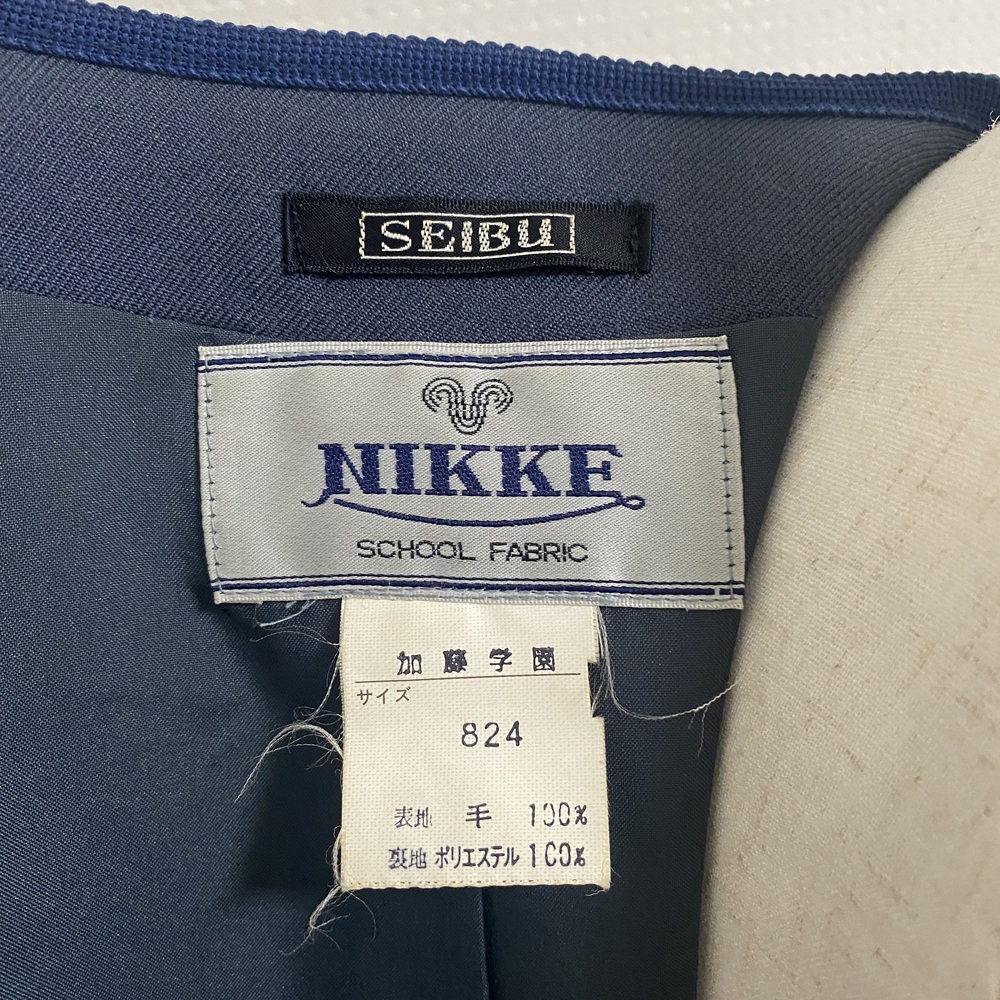 SEIBU
NIKKE
SCHOOL FABRIC
加藤学園
サイズ
824
表地 毛 100%
裏地 ポリエステル 100%